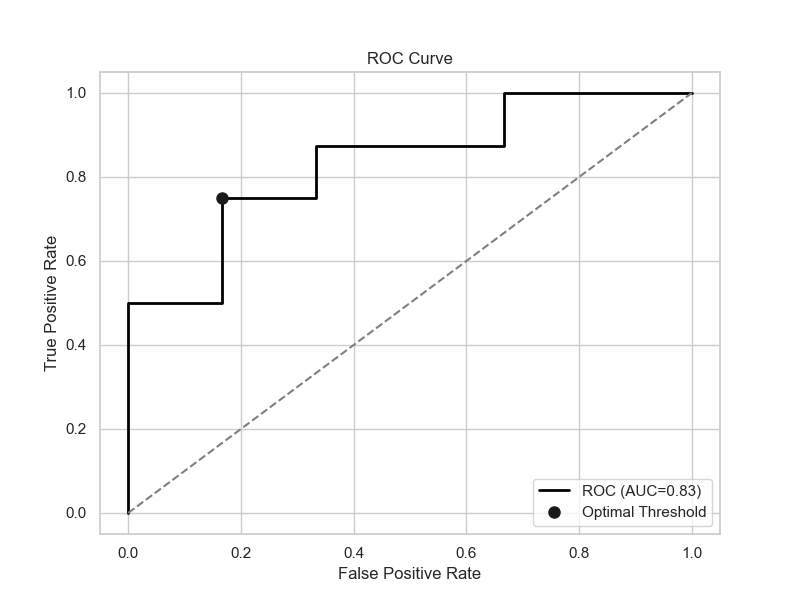 ROC Curve
True Positive Rate
1.0
0.8
0.6
0.4
0.2
0.0
0.0 0.2 0.4 0.6 0.8 1.0
False Positive Rate
ROC (AUC=0.83)
Optimal Threshold